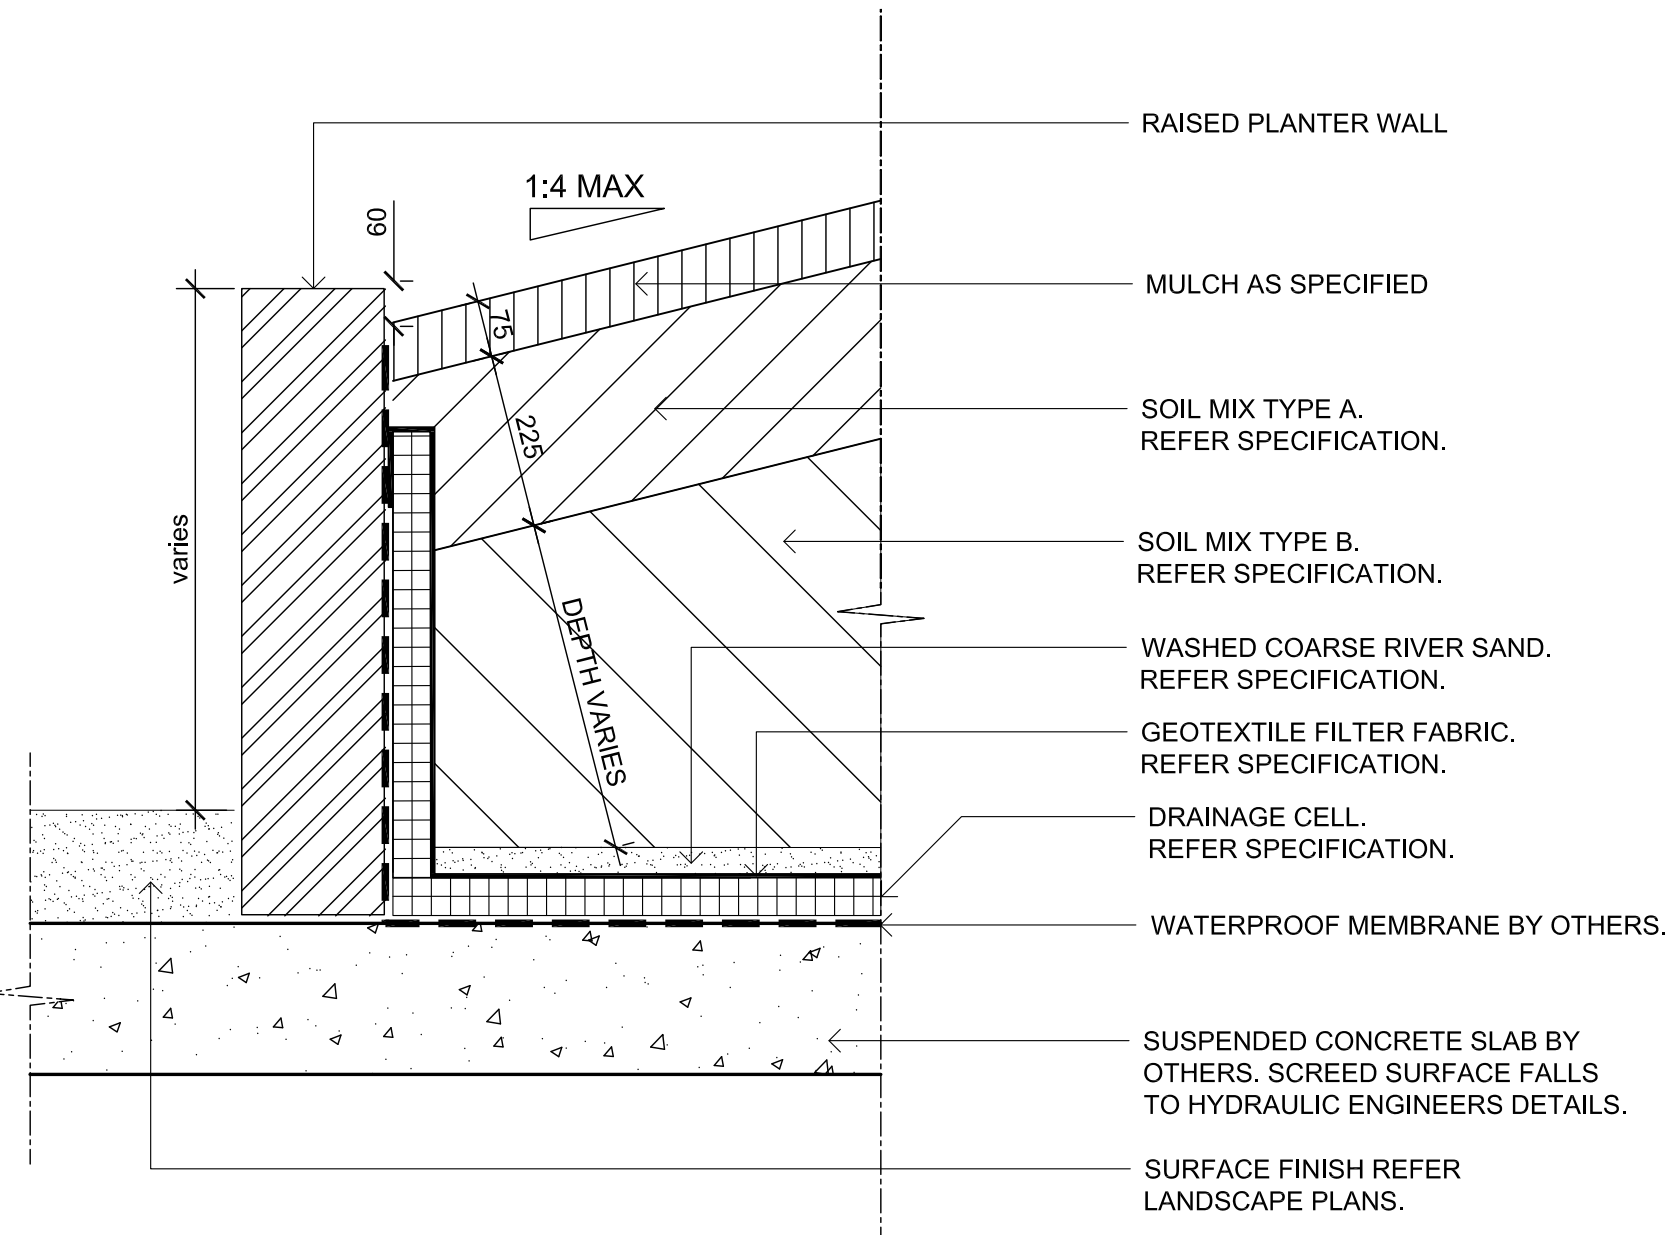 RAISED PLANTER WALL
1:4 MAX
60
MULCH AS SPECIFIED
75
SOIL MIX TYPE A.
REFER SPECIFICATION.
225
varies
SOIL MIX TYPE B.
REFER SPECIFICATION.
DEPTH VARIES
WASHED COARSE RIVER SAND.
REFER SPECIFICATION.
GEOTEXTILE FILTER FABRIC.
REFER SPECIFICATION.
DRAINAGE CELL.
REFER SPECIFICATION.
WATERPROOF MEMBRANE BY OTHERS.
SUSPENDED CONCRETE SLAB BY
OTHERS. SCREED SURFACE FALLS
TO HYDRAULIC ENGINEERS DETAILS.
SURFACE FINISH REFER
LANDSCAPE PLANS.